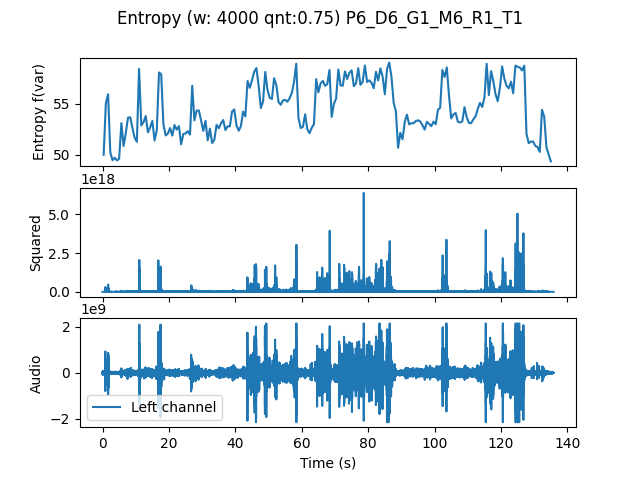 Entropy (w: 4000 qnt:0.75) P6_D6_G1_M6_R1_T1
Entropy f(var)
55
50
1e18
Squared
5.0
2.5
0.0
1e9
Audio
2
0
−2
Left channel
0 20 40 60 80 100 120 140
Time (s)